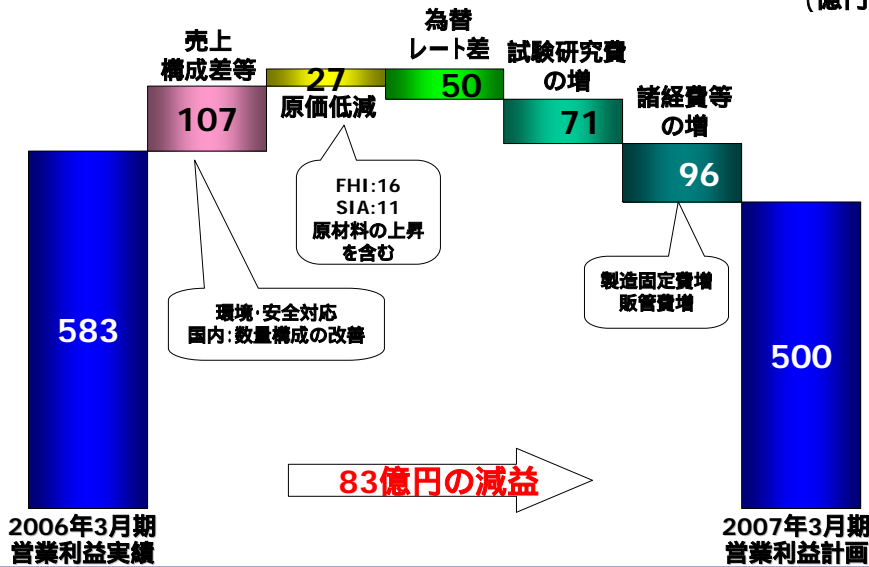 (億円
売上
構成差等
107
27
原価低減
為替
レート差
50
試験研究費
の増
71
諸経費等
の増
96
FHI:16
SIA:11
原材料の上昇
を含む
環境・安全対応
国内:数量構成の改善
製造固定費増
販管費増
583
500
83億円の減益
2006年3月期
営業利益実績
2007年3月期
営業利益計画